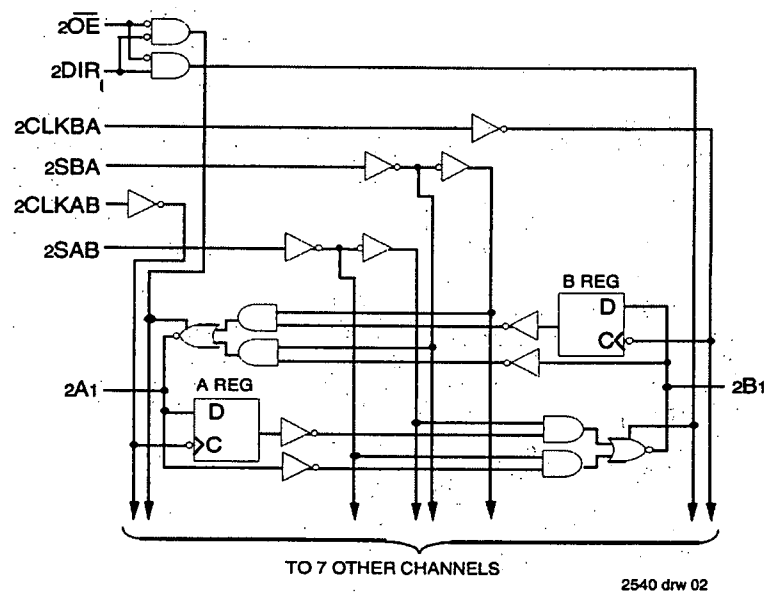 2OE
2DIR
2CLKBA
2SBA
2CLKAB
2SAB
B REG
D
C
2A1
A REG
D
C
2B1
TO 7 OTHER CHANNELS
2540 drw 02